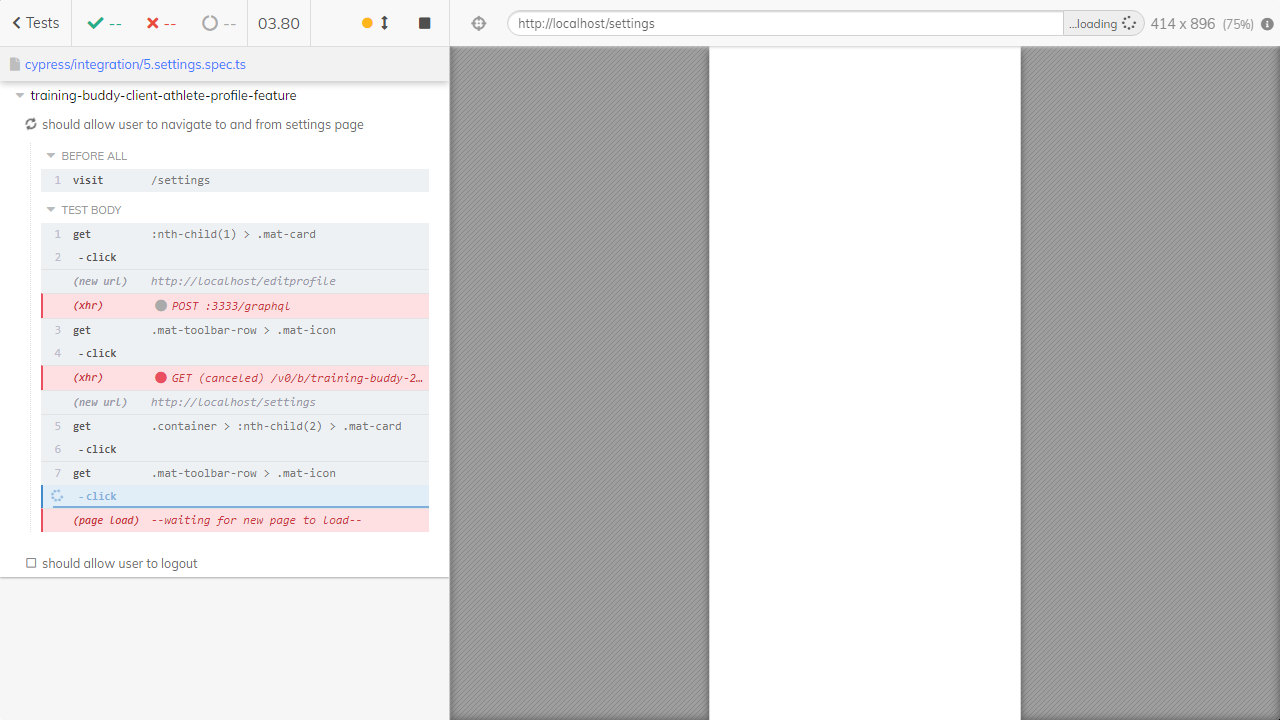 Tests -- -- -- 03.80 http://localhost/settings ...loading 414 x 896 (75%)
cypress/integration/5.settings.spec.ts
training-buddy-client-athlete-profile-feature
should allow user to navigate to and from settings page
BEFORE ALL
1 visit /settings
TEST BODY
1 get :nth-child(1) > .mat-card
2 -click
(new url) http://localhost/editprofile
(xhr) POST :3333/graphql
3 get .mat-toolbar-row > .mat-icon
4 -click
(xhr) GET (canceled) /v0/b/training-buddy-2…
(new url) http://localhost/settings
5 get .container > :nth-child(2) > .mat-card
6 -click
7 get .mat-toolbar-row > .mat-icon
-click
(page load) --waiting for new page to load--
should allow user to logout